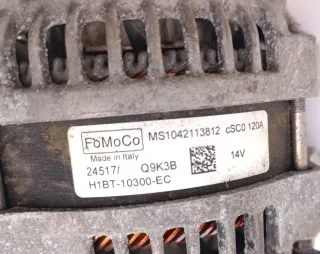 FoMoCo MS1042113812 cSC0 120A
Made in Italy
24517/ Q9K3B 14V
H1BT-10300-EC